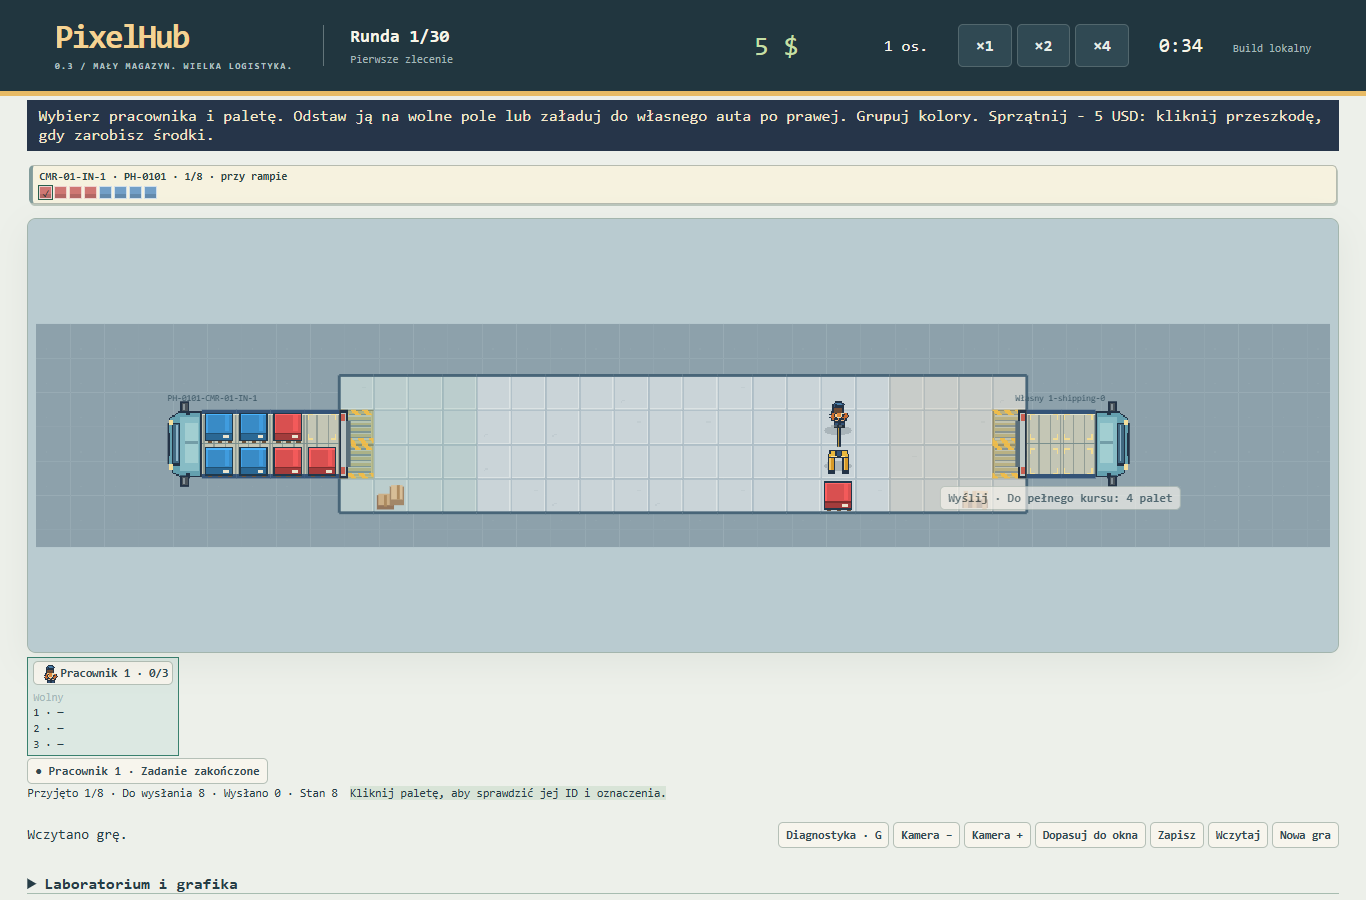 PixelHub
0.3 / MAŁY MAGAZYN. WIELKA LOGISTYKA.
Runda 1/30
Pierwsze zlecenie
5 $
1 os.
×1
×2
×4
0:34
Build lokalny
Wybierz pracownika i paletę. Odstaw ją na wolne pole lub załaduj do własnego auta po prawej. Grupuj kolory. Sprzątnij - 5 USD: kliknij przeszkodę,
gdy zarobisz środki.
CMR-01-IN-1 · PH-0101 · 1/8 · przy rampie
PH-0101-CMR-01-IN-1
Własny 1-shipping-0
Wyślij · Do pełnego kursu: 4 palet
Pracownik 1 · 0/3
Wolny
1 · —
2 · —
3 · —
● Pracownik 1 · Zadanie zakończone
Przyjęto 1/8 · Do wysłania 8 · Wysłano 0 · Stan 8 Kliknij paletę, aby sprawdzić jej ID i oznaczenia.
Wczytano grę.
Diagnostyka · G
Kamera −
Kamera +
Dopasuj do okna
Zapisz
Wczytaj
Nowa gra
▶ Laboratorium i grafika